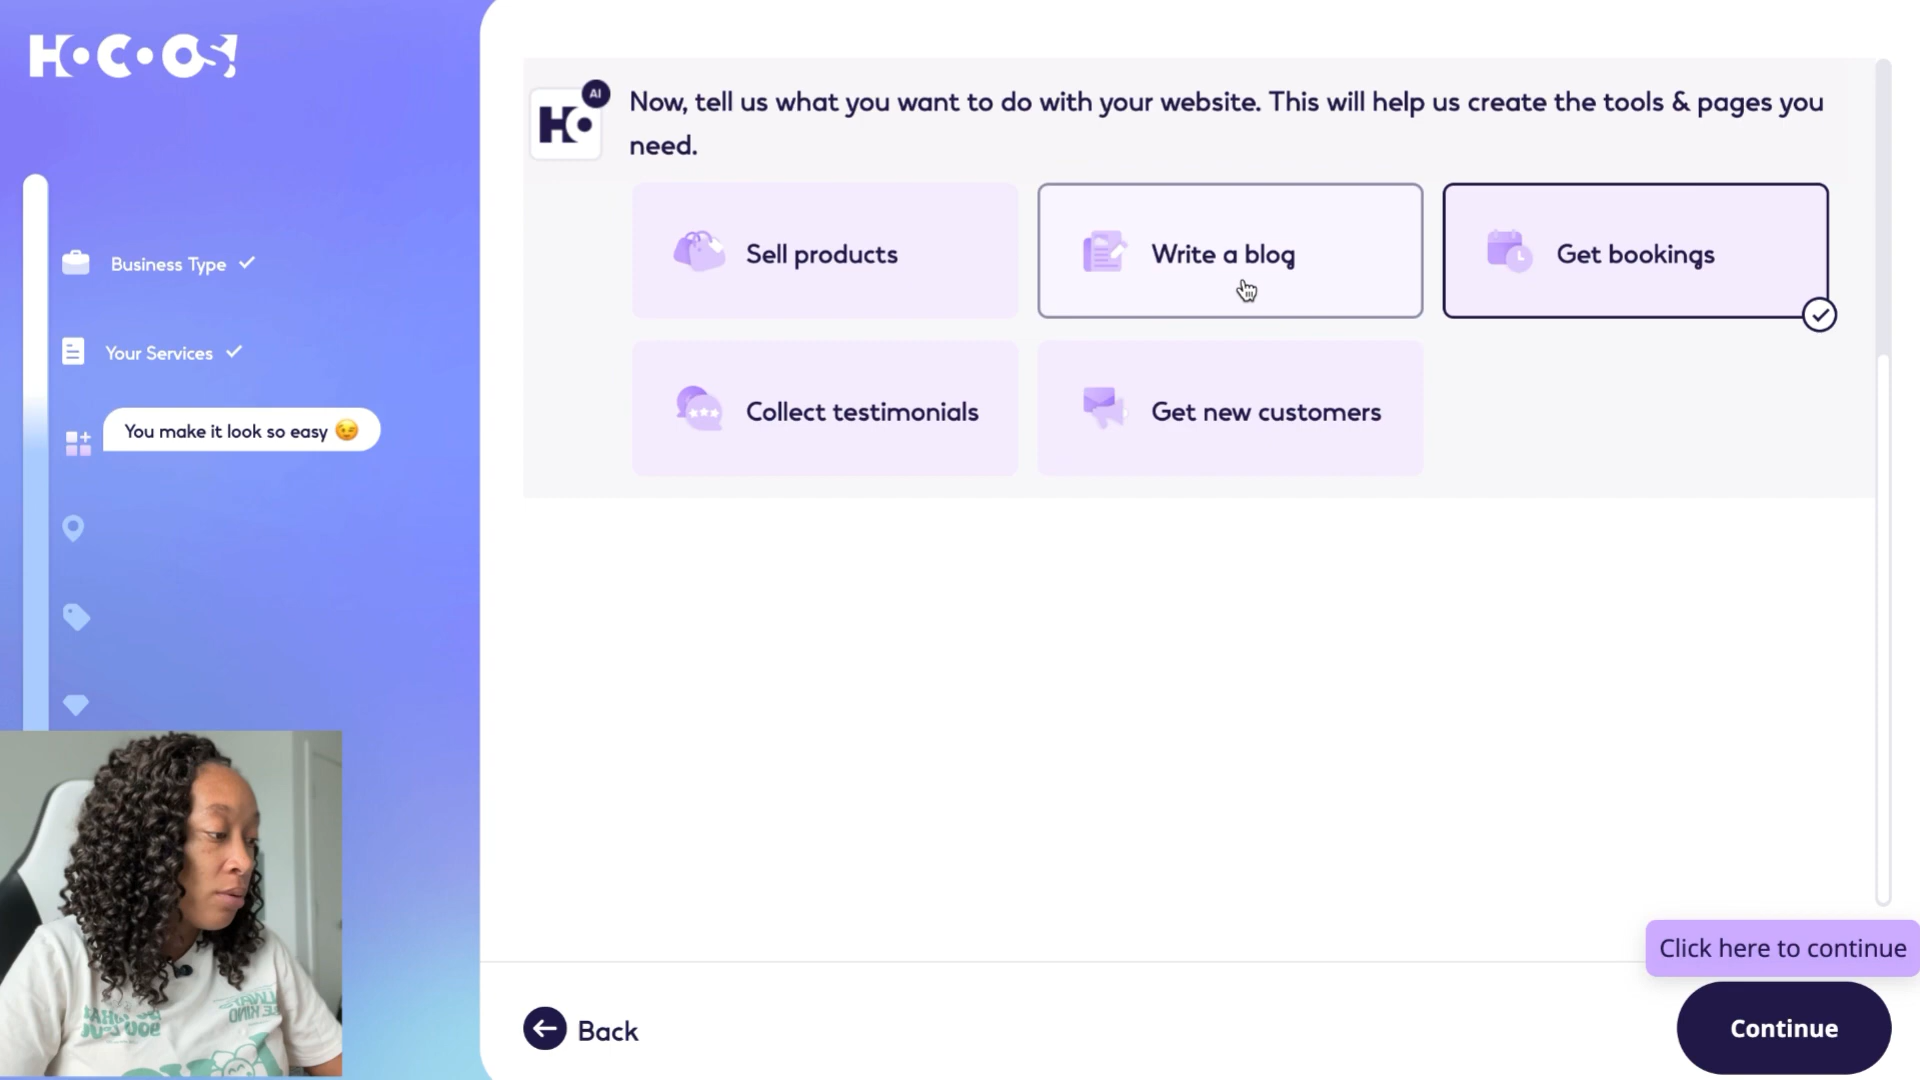 HOCOOS!
AI
HO
Now, tell us what you want to do with your website. This will help us create the tools & pages you
need.
Sell products
Write a blog
Get bookings
Business Type
Your Services
You make it look so easy
Collect testimonials
Get new customers
Click here to continue
Back
Continue